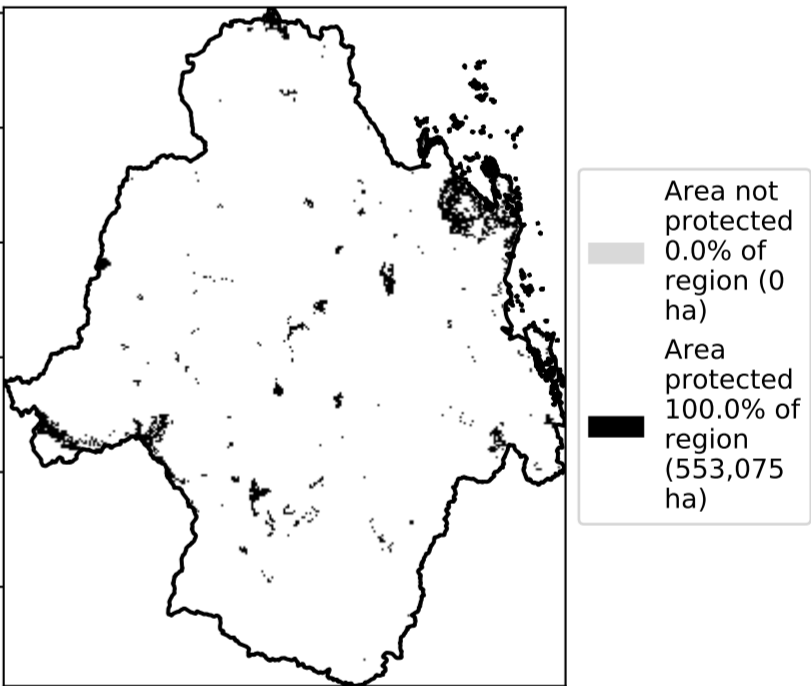 Area not
protected
0.0% of
region (0
ha)
Area
protected
100.0% of
region
(553,075
ha)